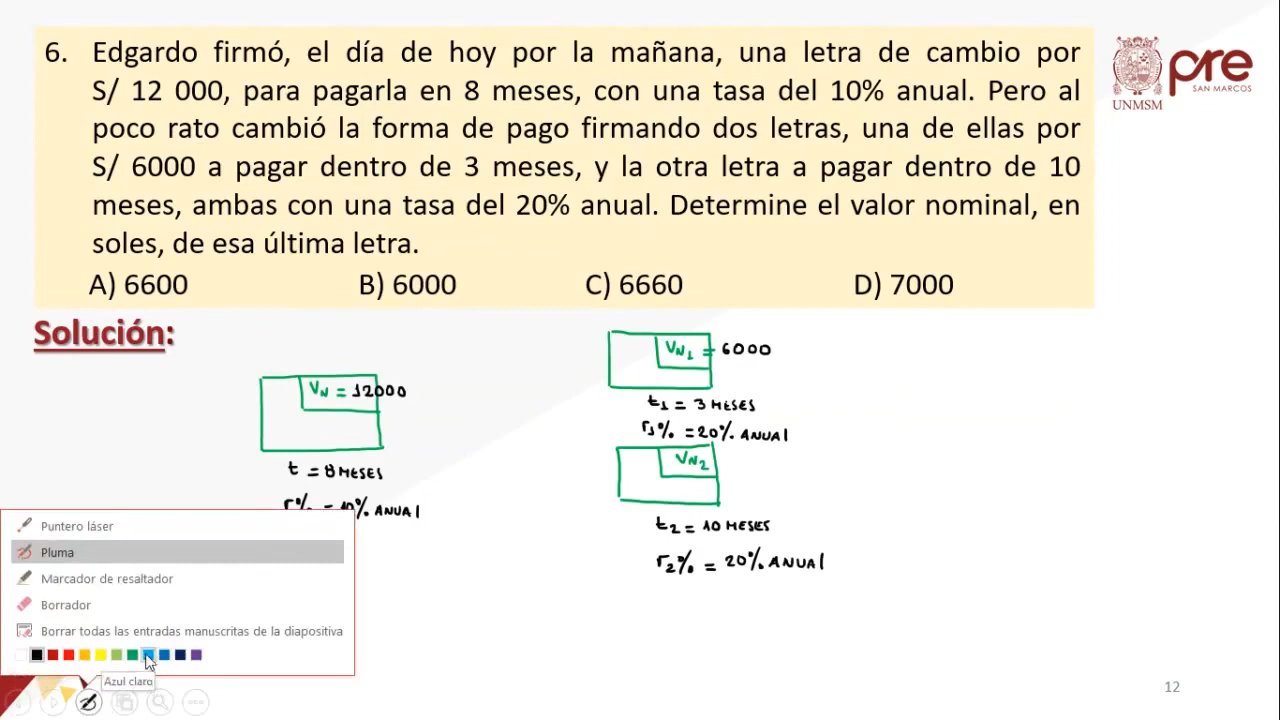 6. Edgardo firmó, el día de hoy por la mañana, una letra de cambio por
S/ 12 000, para pagarla en 8 meses, con una tasa del 10% anual. Pero al
poco rato cambió la forma de pago firmando dos letras, una de ellas por
S/ 6000 a pagar dentro de 3 meses, y la otra letra a pagar dentro de 10
meses, ambas con una tasa del 20% anual. Determine el valor nominal, en
soles, de esa última letra.
A) 6600 B) 6000 C) 6660 D) 7000
UNMSM
pre
SAN MARCOS
Solución:
VN = 12000
t = 8 MESES
r% = 10% ANUAL
VN1 = 6000
t1 = 3 MESES
r1% = 20% ANUAL
VN2
t2 = 10 MESES
r2% = 20% ANUAL
Puntero láser
Pluma
Marcador de resaltador
Borrador
Borrar todas las entradas manuscritas de la diapositiva
Azul claro
12